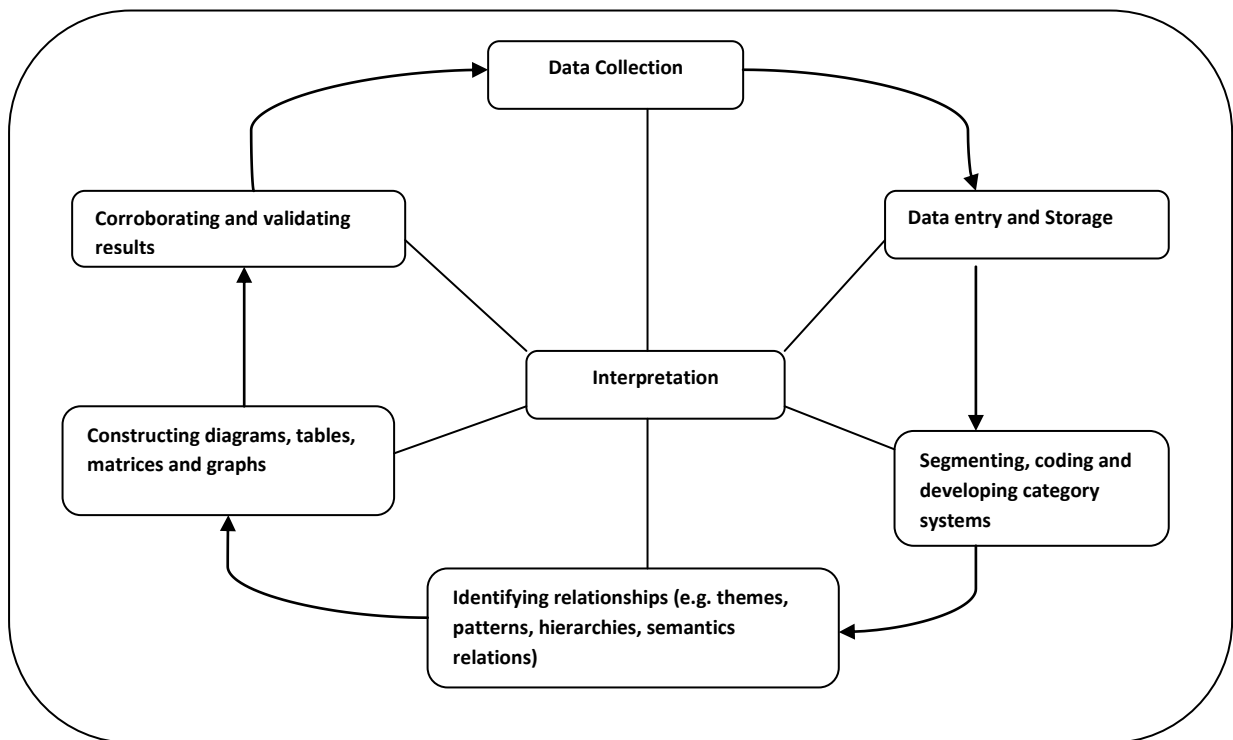 Data Collection
Corroborating and validating
results
Data entry and Storage
Interpretation
Constructing diagrams, tables,
matrices and graphs
Segmenting, coding and
developing category
systems
Identifying relationships (e.g. themes,
patterns, hierarchies, semantics
relations)